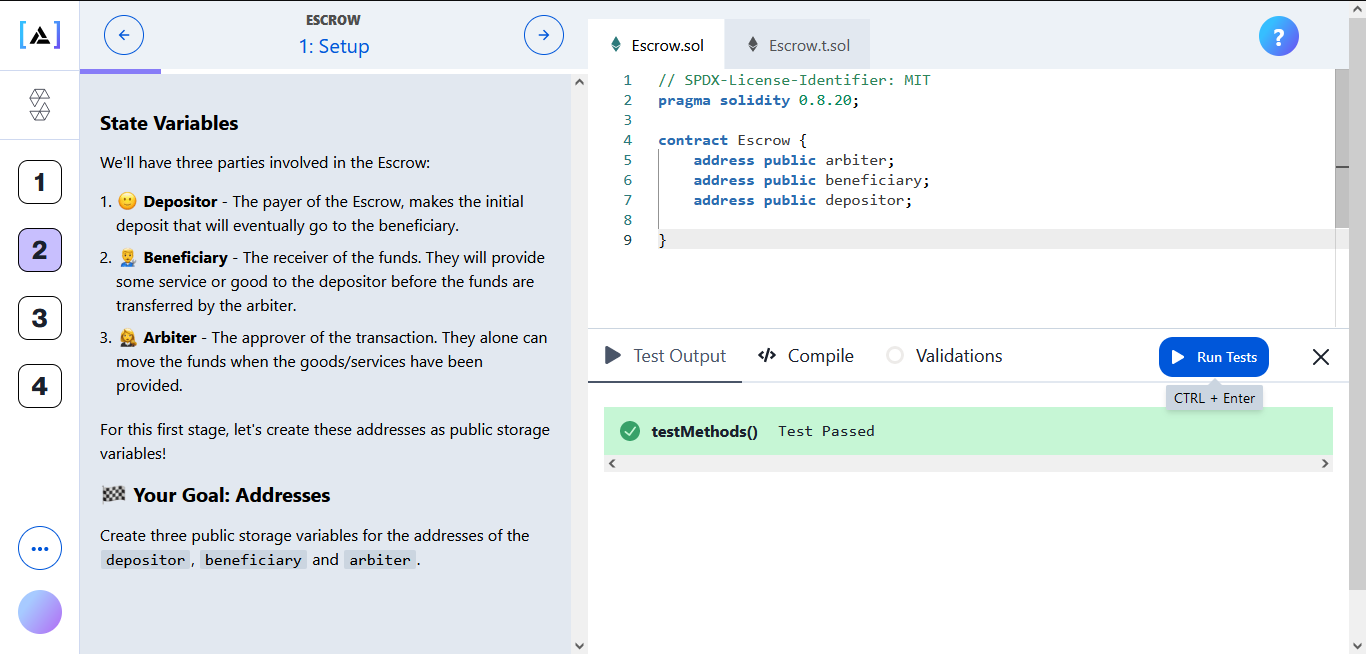 [A]
ESCROW
1: Setup
State Variables
We'll have three parties involved in the Escrow:
1. 🙂 Depositor - The payer of the Escrow, makes the initial
deposit that will eventually go to the beneficiary.
2. 👨‍⚕️ Beneficiary - The receiver of the funds. They will provide
some service or good to the depositor before the funds are
transferred by the arbiter.
3. 👩‍⚖️ Arbiter - The approver of the transaction. They alone can
move the funds when the goods/services have been
provided.
For this first stage, let's create these addresses as public storage
variables!
🏁 Your Goal: Addresses
Create three public storage variables for the addresses of the
depositor, beneficiary and arbiter.
1
2
3
4
Escrow.sol
Escrow.t.sol
?
1 // SPDX-License-Identifier: MIT
2 pragma solidity 0.8.20;
3
4 contract Escrow {
5 address public arbiter;
6 address public beneficiary;
7 address public depositor;
8
9 }
Test Output
</> Compile
Validations
Run Tests
CTRL + Enter
testMethods() Test Passed